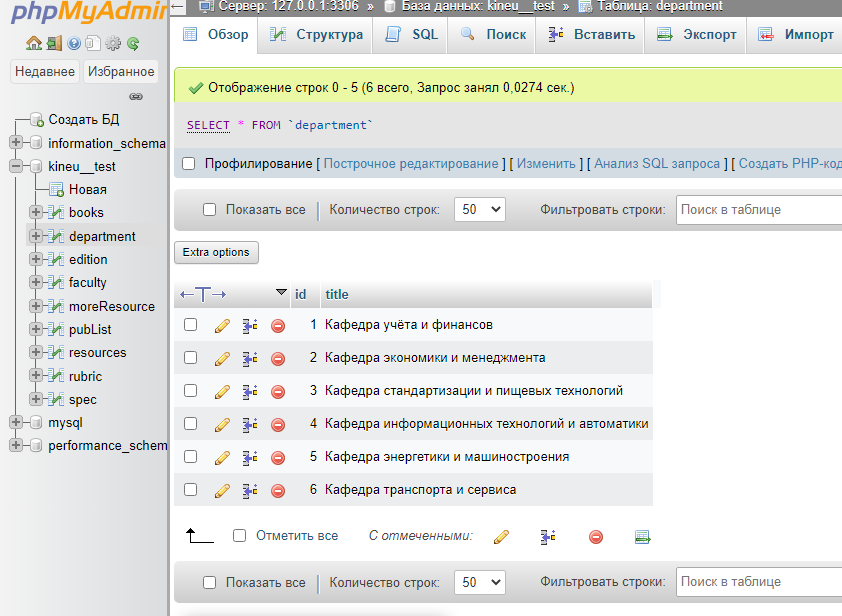 phpMyAdmin
Сервер: 127.0.0.1:3306 » База данных: kineu__test » Таблица: department
Обзор Структура SQL Поиск Вставить Экспорт Импорт
Недавнее Избранное
Создать БД
information_schema
kineu__test
Новая
books
department
edition
faculty
moreResource
pubList
resources
rubric
spec
mysql
performance_schem
Отображение строк 0 - 5 (6 всего, Запрос занял 0,0274 сек.)
SELECT * FROM `department`
Профилирование [ Построчное редактирование ] [ Изменить ] [ Анализ SQL запроса ] [ Создать PHP-код
Показать все Количество строк: 50 Фильтровать строки: Поиск в таблице
Extra options
←T→ id title
1 Кафедра учёта и финансов
2 Кафедра экономики и менеджмента
3 Кафедра стандартизации и пищевых технологий
4 Кафедра информационных технологий и автоматики
5 Кафедра энергетики и машиностроения
6 Кафедра транспорта и сервиса
Отметить все С отмеченными:
Показать все Количество строк: 50 Фильтровать строки: Поиск в таблице